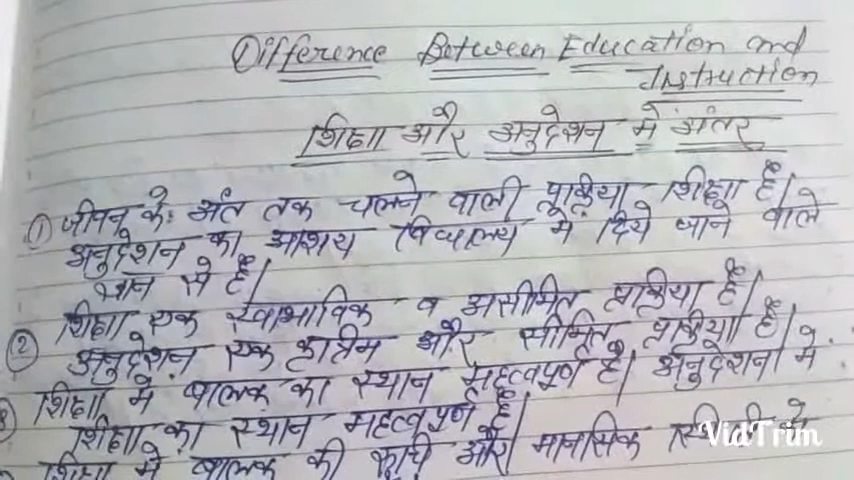 Difference Between Education and
Instruction
शिक्षा और अनुदेशन में अंतर
① जीवन के अंत तक चलने वाली प्रक्रिया शिक्षा है।
अनुदेशन का आशय विद्यालय में दिये जाने वाले
ज्ञान से है।
② शिक्षा एक स्वाभाविक व असीमित प्रक्रिया है।
अनुदेशन एक कृत्रिम और सीमित प्रक्रिया है।
शिक्षा में बालक का स्थान महत्वपूर्ण है। अनुदेशन में
शिक्षा का स्थान महत्वपूर्ण है।
शिक्षा में बालक की रूचि और मानसिक
VidTrim